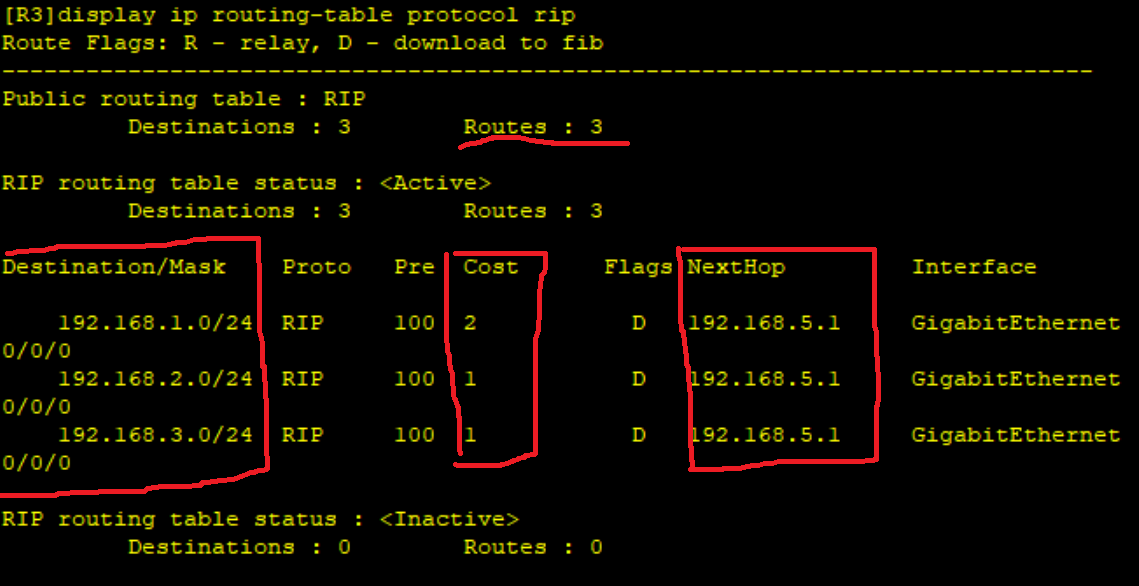 [R3]display ip routing-table protocol rip
Route Flags: R - relay, D - download to fib
------------------------------------------------------------------------------
Public routing table : RIP
         Destinations : 3        Routes : 3
RIP routing table status : <Active>
         Destinations : 3        Routes : 3
Destination/Mask    Proto   Pre  Cost      Flags NextHop         Interface
    192.168.1.0/24  RIP     100  2           D   192.168.5.1     GigabitEthernet
0/0/0
    192.168.2.0/24  RIP     100  1           D   192.168.5.1     GigabitEthernet
0/0/0
    192.168.3.0/24  RIP     100  1           D   192.168.5.1     GigabitEthernet
0/0/0
RIP routing table status : <Inactive>
         Destinations : 0        Routes : 0